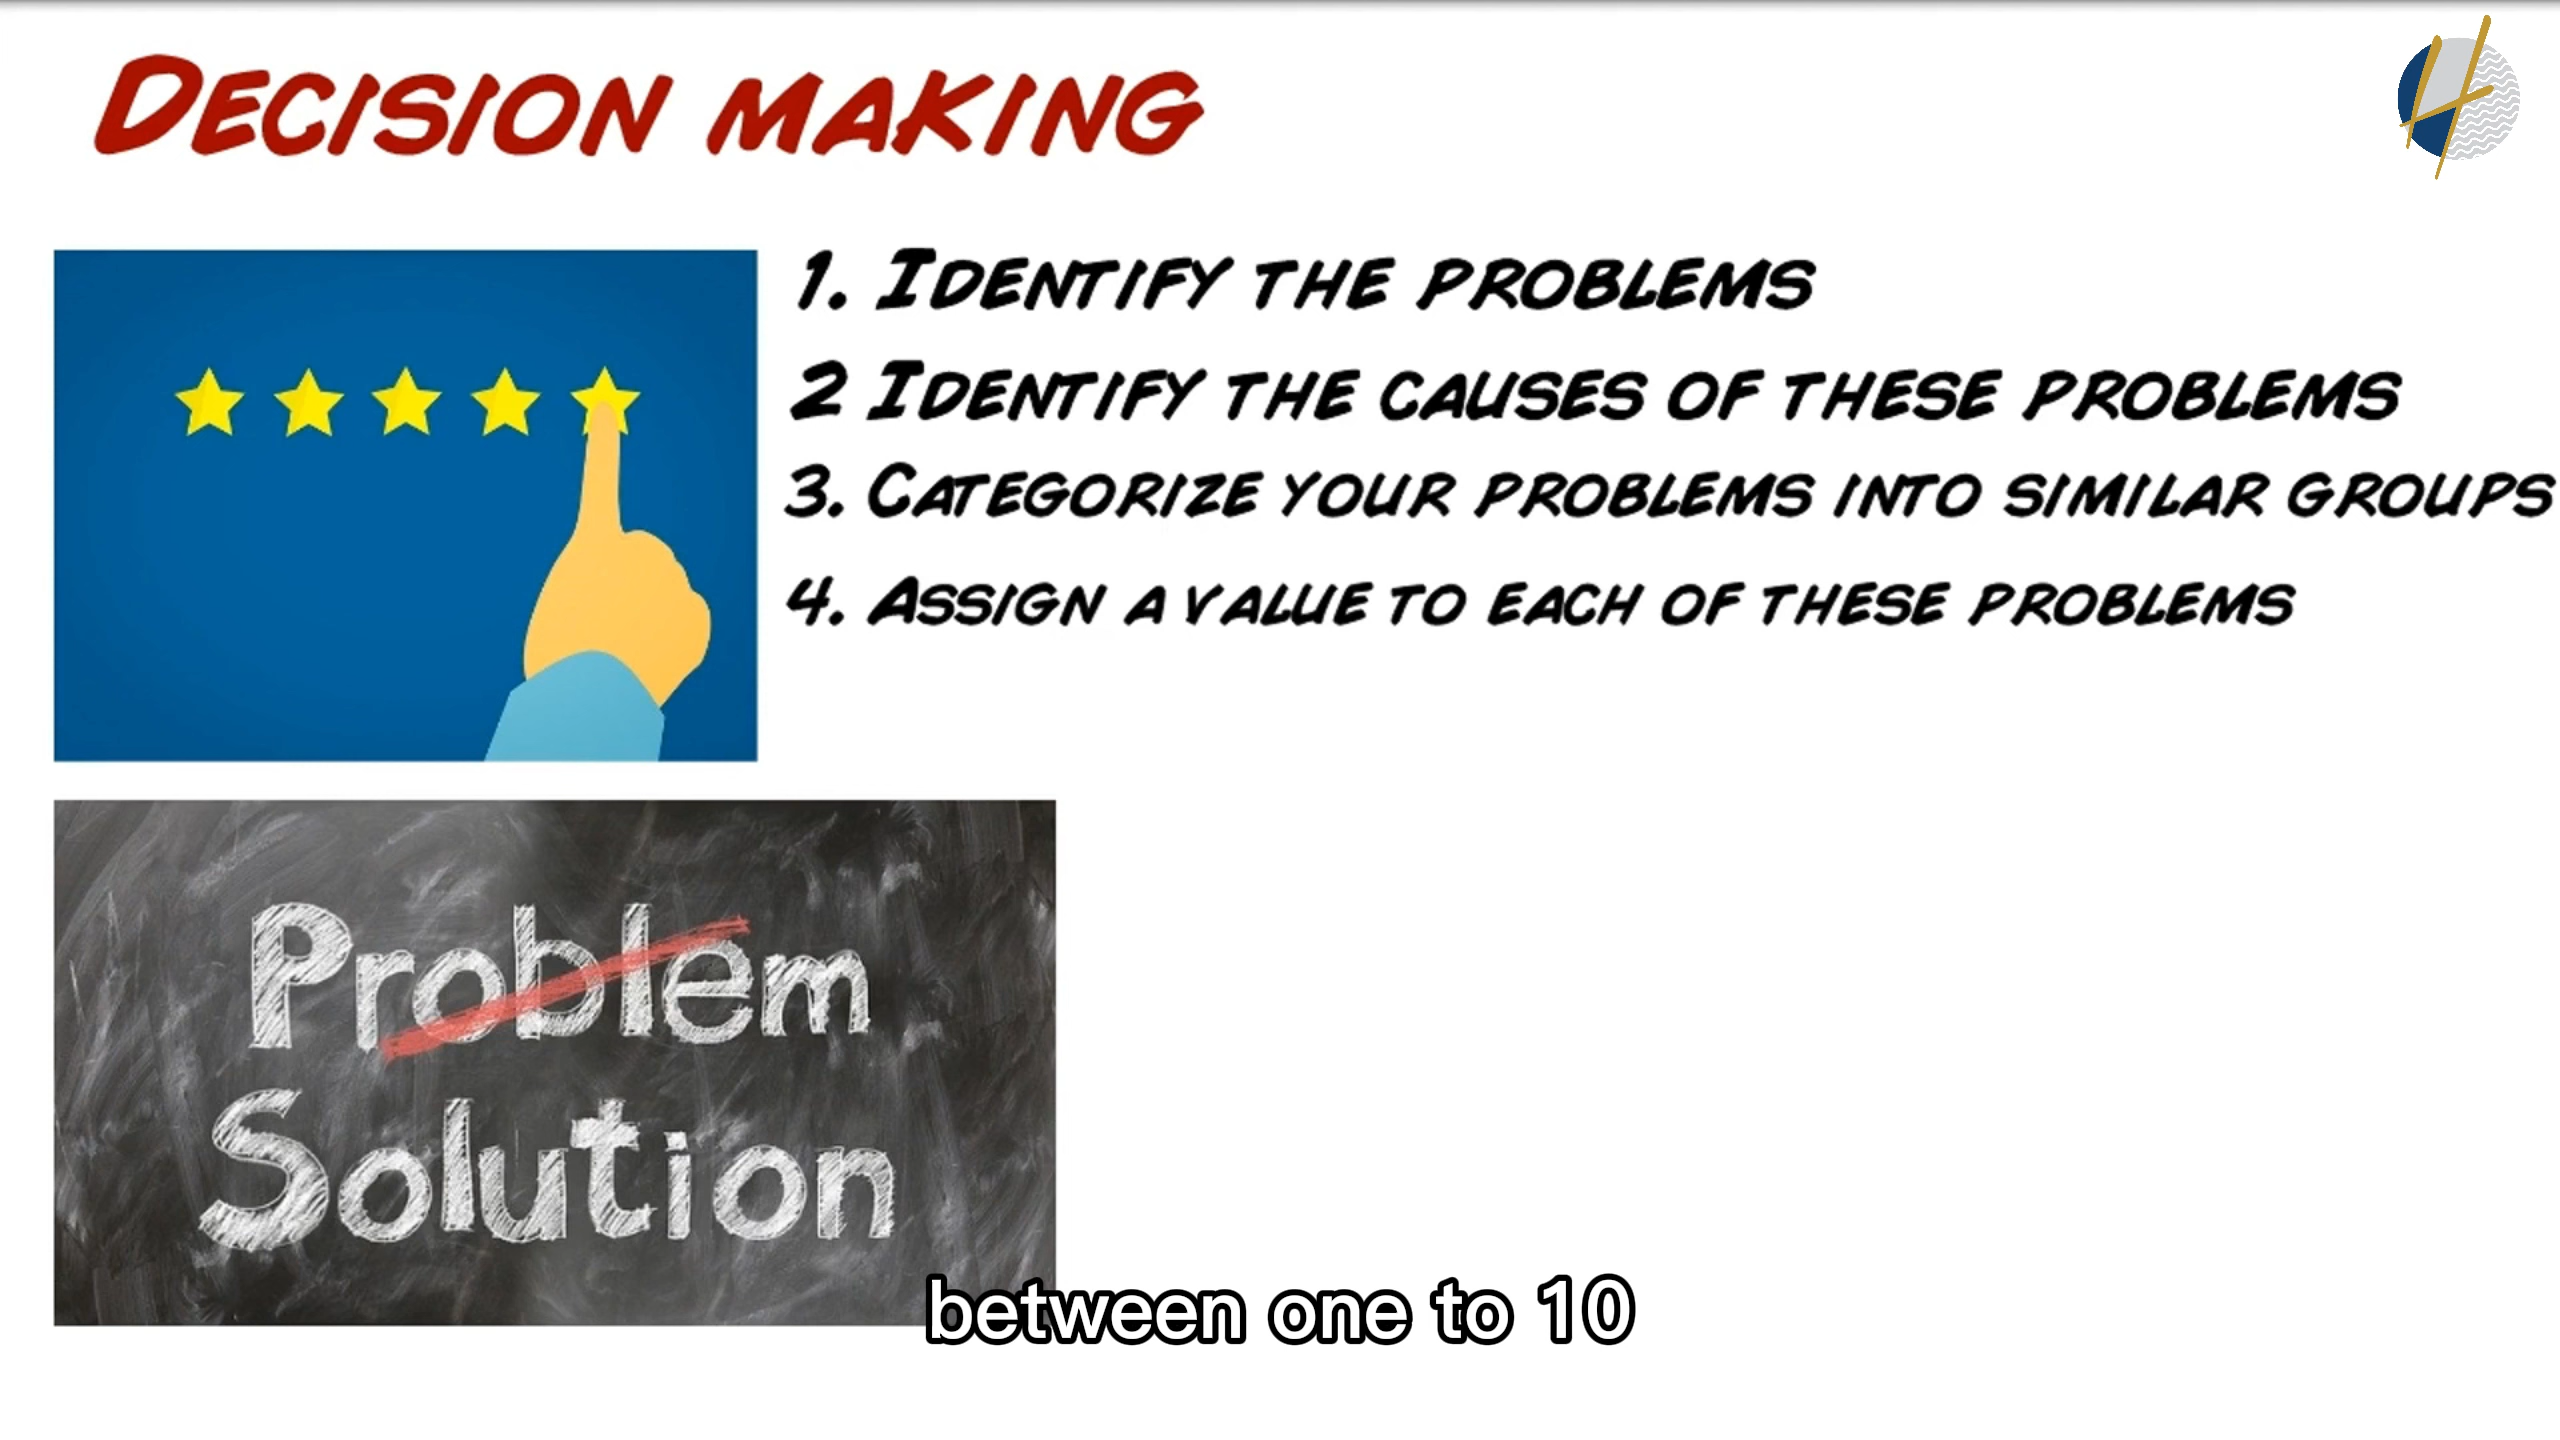 DECISION MAKING
1. IDENTIFY THE PROBLEMS
2 IDENTIFY THE CAUSES OF THESE PROBLEMS
3. CATEGORIZE YOUR PROBLEMS INTO SIMILAR GROUPS
4. ASSIGN A VALUE TO EACH OF THESE PROBLEMS
Problem
Solution
between one to 10